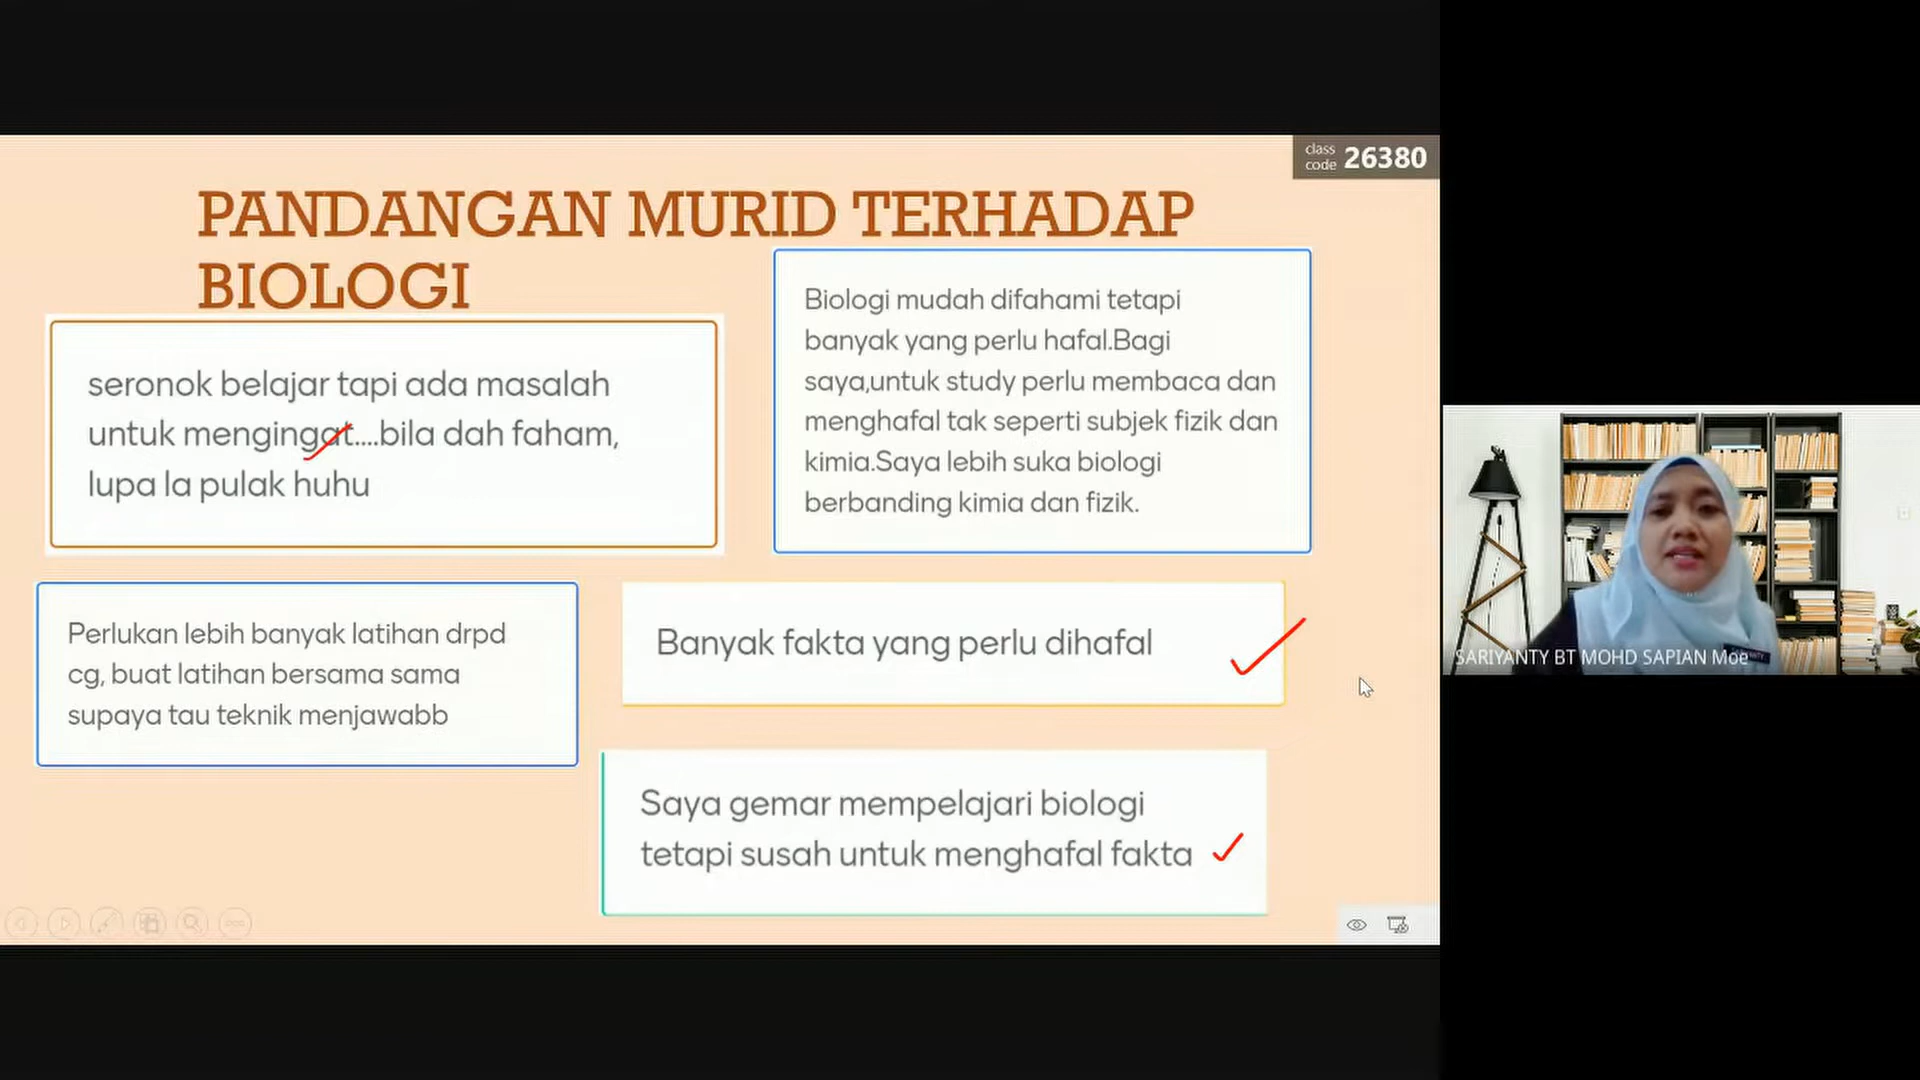 class
code 26380
PANDANGAN MURID TERHADAP
BIOLOGI
seronok belajar tapi ada masalah
untuk mengingat....bila dah faham,
lupa la pulak huhu
Biologi mudah difahami tetapi
banyak yang perlu hafal.Bagi
saya,untuk study perlu membaca dan
menghafal tak seperti subjek fizik dan
kimia.Saya lebih suka biologi
berbanding kimia dan fizik.
Perlukan lebih banyak latihan drpd
cg, buat latihan bersama sama
supaya tau teknik menjawabb
Banyak fakta yang perlu dihafal
Saya gemar mempelajari biologi
tetapi susah untuk menghafal fakta
SARIYANTY BT MOHD SAPIAN Moe